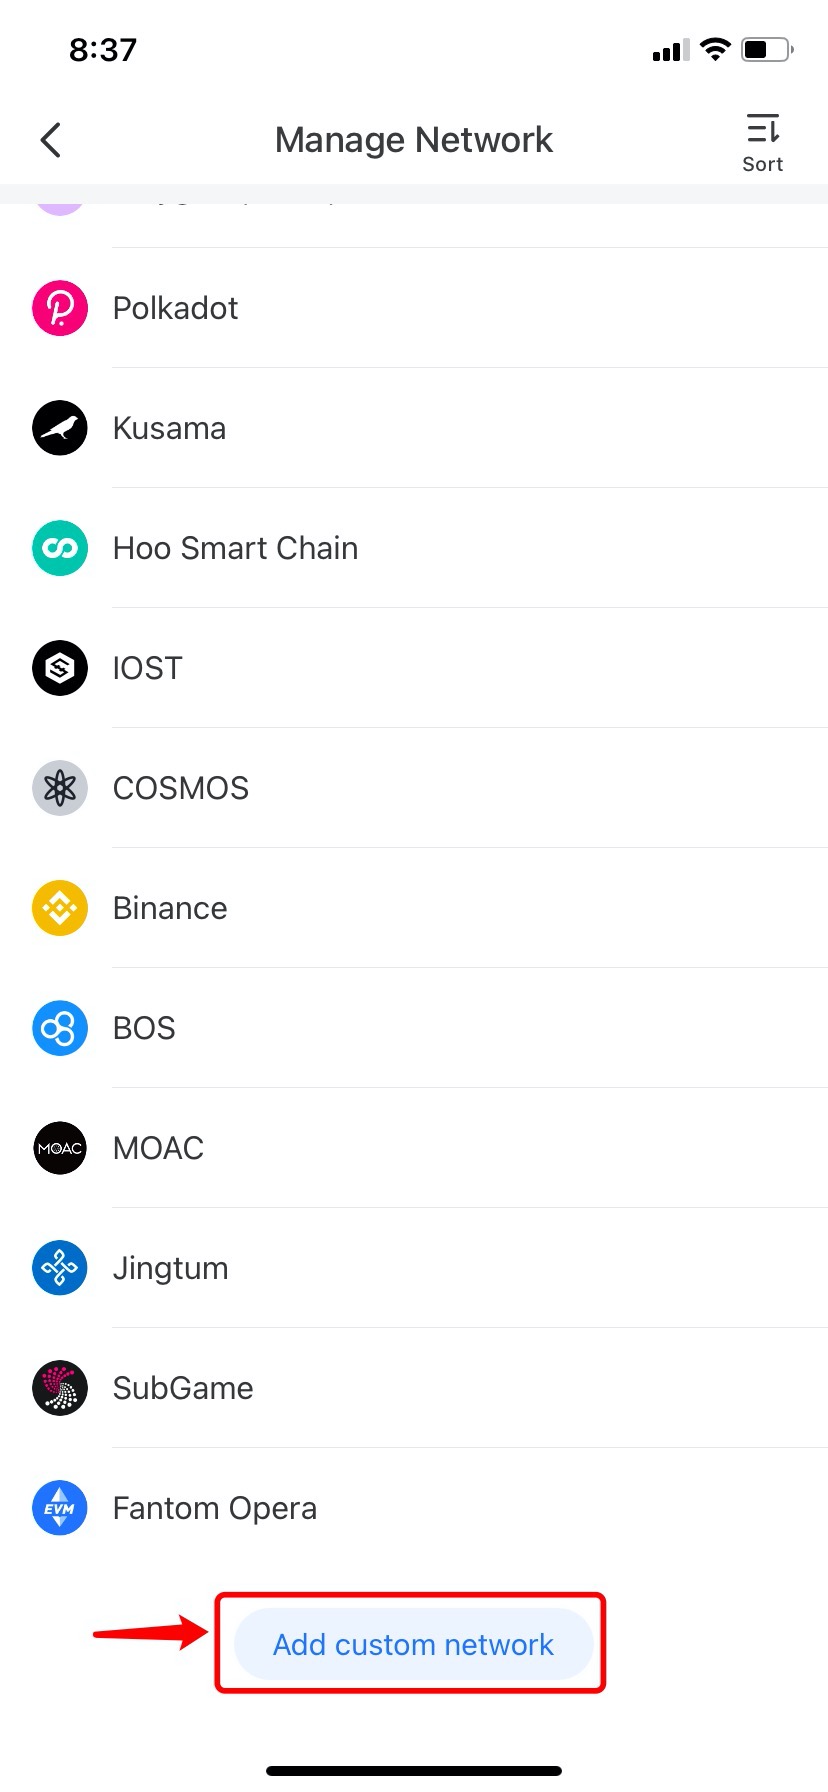 8:37
Manage Network
Sort
Polkadot
Kusama
Hoo Smart Chain
IOST
COSMOS
Binance
BOS
MOAC
MOAC
Jingtum
SubGame
EVM
Fantom Opera
Add custom network